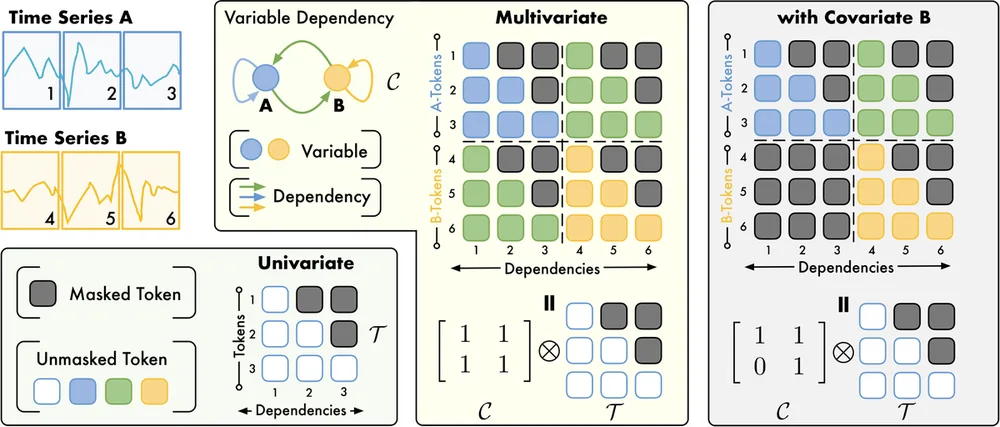 Time Series A
1 2 3
Time Series B
4 5 6
Variable Dependency
A B C
Variable
Dependency
Masked Token
Unmasked Token
Univariate
Tokens
1
2
3
T
1 2 3
Dependencies
Multivariate
A-Tokens
1
2
3
B-Tokens
4
5
6
1 2 3 4 5 6
Dependencies
=
1 1
1 1
⊗
C T
with Covariate B
A-Tokens
1
2
3
B-Tokens
4
5
6
1 2 3 4 5 6
Dependencies
=
1 1
0 1
⊗
C T